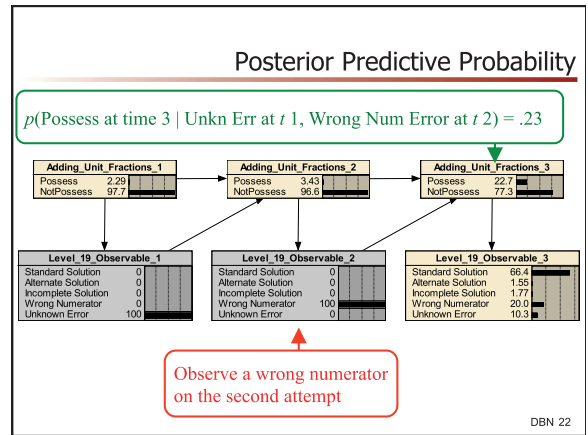 Posterior Predictive Probability
p(Possess at time 3 | Unkn Err at t 1, Wrong Num Error at t 2) = .23
Adding_Unit_Fractions_1
Possess 2.29
NotPossess 97.7
Adding_Unit_Fractions_2
Possess 3.43
NotPossess 96.6
Adding_Unit_Fractions_3
Possess 22.7
NotPossess 77.3
Level_19_Observable_1
Standard Solution 0
Alternate Solution 0
Incomplete Solution 0
Wrong Numerator 0
Unknown Error 100
Level_19_Observable_2
Standard Solution 0
Alternate Solution 0
Incomplete Solution 0
Wrong Numerator 100
Unknown Error 0
Level_19_Observable_3
Standard Solution 66.4
Alternate Solution 1.55
Incomplete Solution 1.77
Wrong Numerator 20.0
Unknown Error 10.3
Observe a wrong numerator
on the second attempt
DBN 22